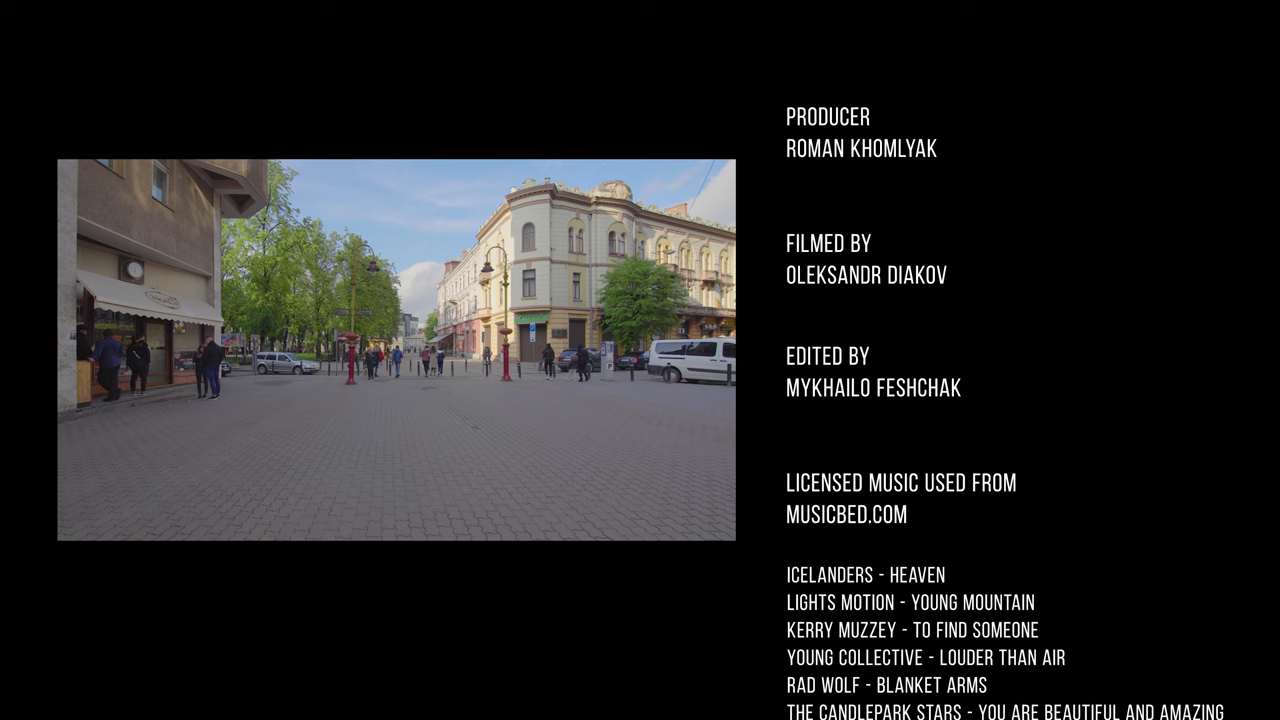 PRODUCER
ROMAN KHOMLYAK
FILMED BY
OLEKSANDR DIAKOV
EDITED BY
MYKHAILO FESHCHAK
LICENSED MUSIC USED FROM
MUSICBED.COM
ICELANDERS - HEAVEN
LIGHTS MOTION - YOUNG MOUNTAIN
KERRY MUZZEY - TO FIND SOMEONE
YOUNG COLLECTIVE - LOUDER THAN AIR
RAD WOLF - BLANKET ARMS
THE CANDLEPARK STARS - YOU ARE BEAUTIFUL AND AMAZING